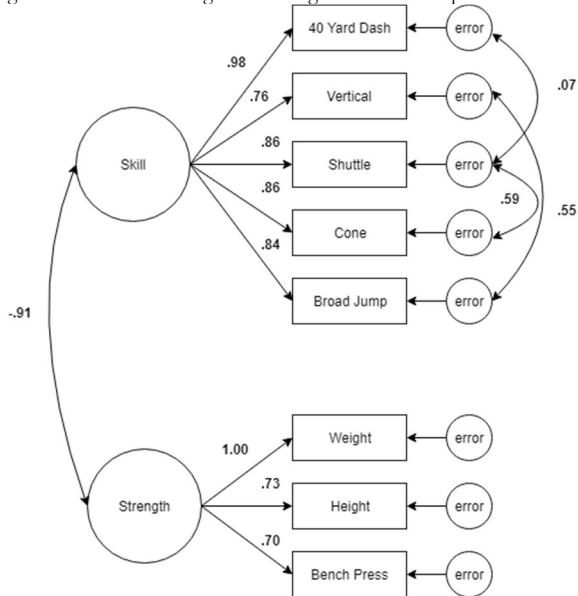 40 Yard Dash
error
.98
.07
.76
Vertical
error
.86
Skill
Shuttle
error
.86
.59
.55
Cone
error
.84
Broad Jump
error
-.91
Weight
error
1.00
.73
Strength
Height
error
.70
Bench Press
error